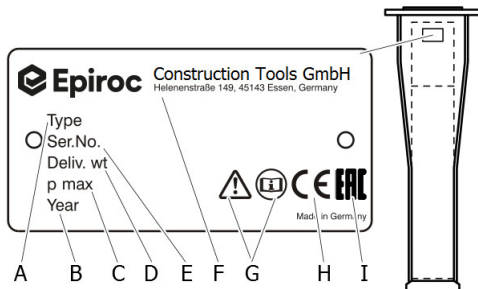 Epiroc Construction Tools GmbH
Helenenstraße 149, 45143 Essen, Germany
Type
Ser.No.
Deliv. wt
p max
Year
CE EAC
Made in Germany
A B C D E F G H I